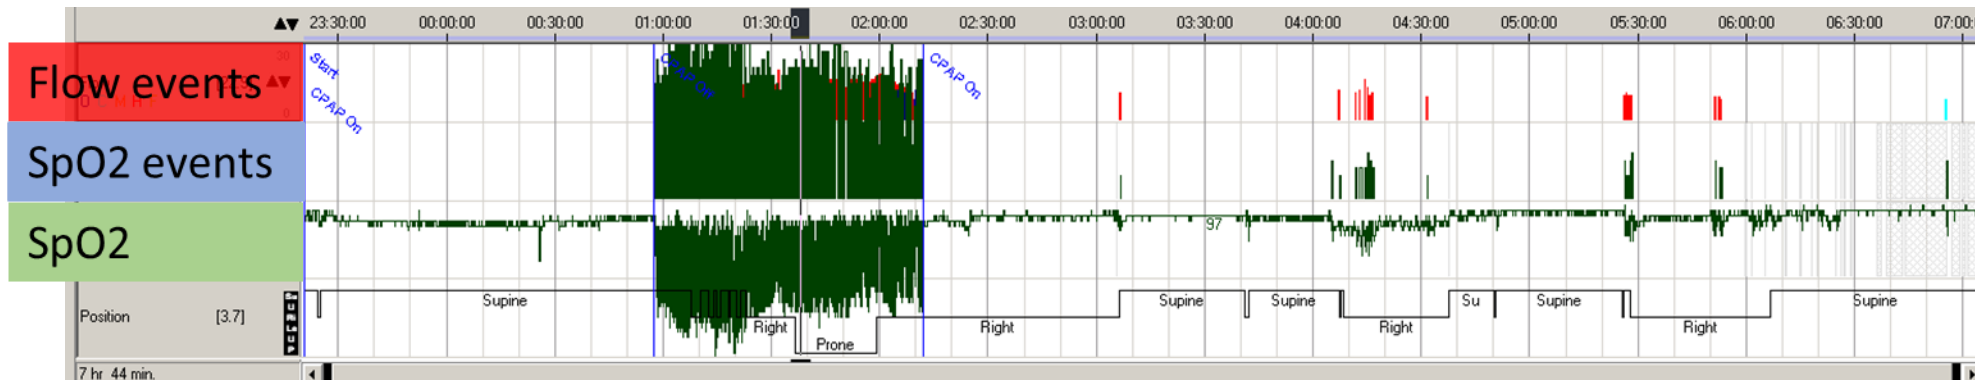 ▲▼ 23:30:00 00:00:00 00:30:00 01:00:00 01:30:00 02:00:00 02:30:00 03:00:00 03:30:00 04:00:00 04:30:00 05:00:00 05:30:00 06:00:00 06:30:00 07:00:
30
Flow events ▲▼
0
Start
CPAP On
CPAP On
CPAP On
SpO2 events
SpO2
97
Position [3.7]
Supine
Right
Prone
Right
Supine
Supine
Right
Su
Supine
Right
Supine
7 hr 44 min.